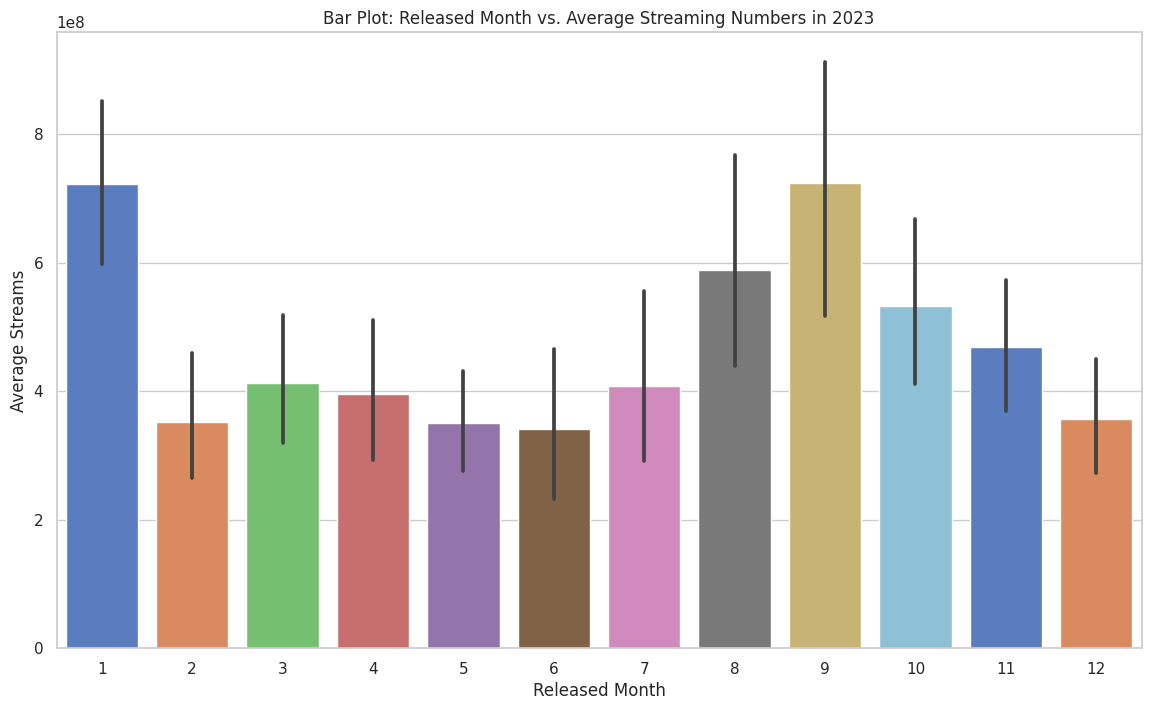 Bar Plot: Released Month vs. Average Streaming Numbers in 2023
1e8
8
6
4
2
0
Average Streams
1 2 3 4 5 6 7 8 9 10 11 12
Released Month